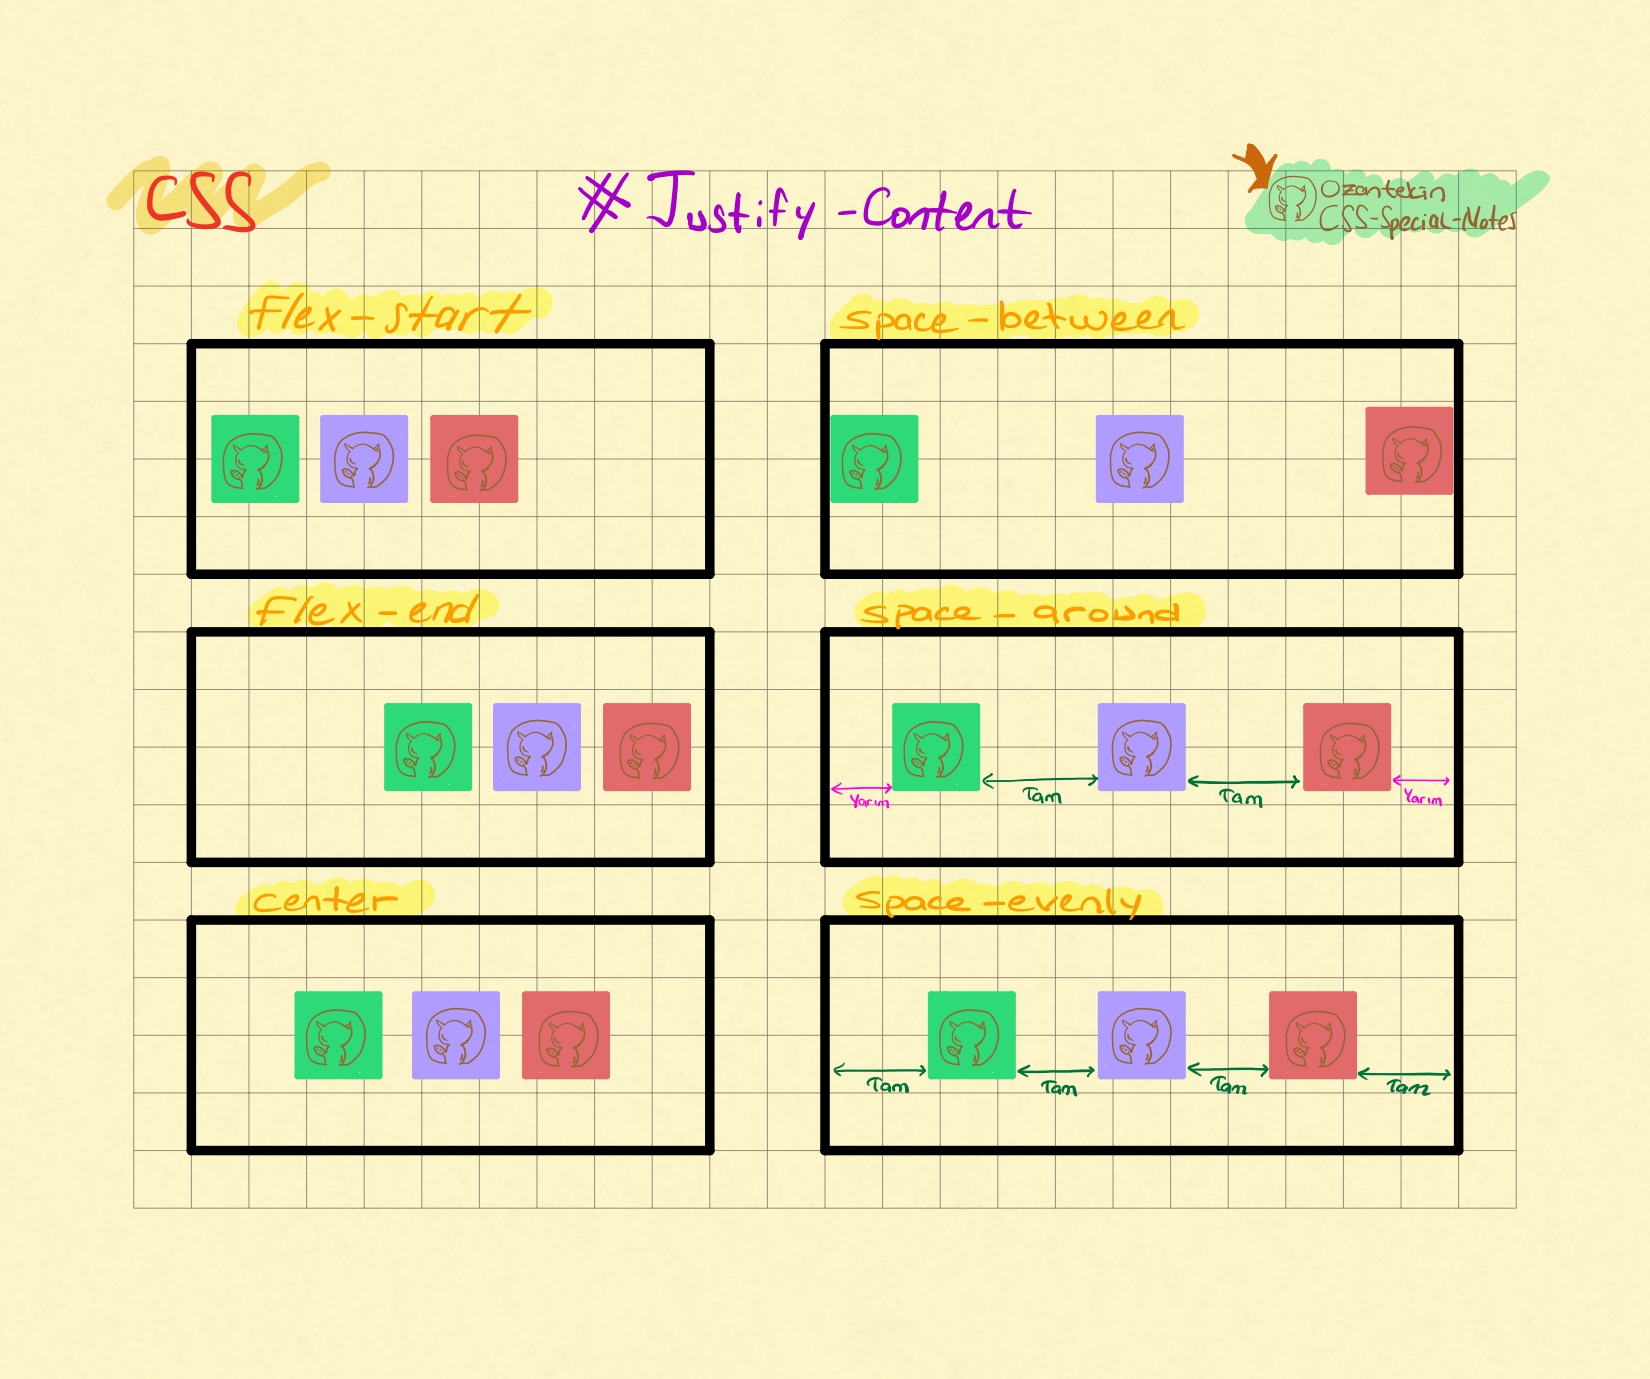 CSS
# Justify-Content
Ozantekin
CSS-Special-Notes
Flex-start
space-between
Flex-end
space-around
Yarım
Tam
Tam
Yarım
center
space-evenly
Tam
Tam
Tam
Tam